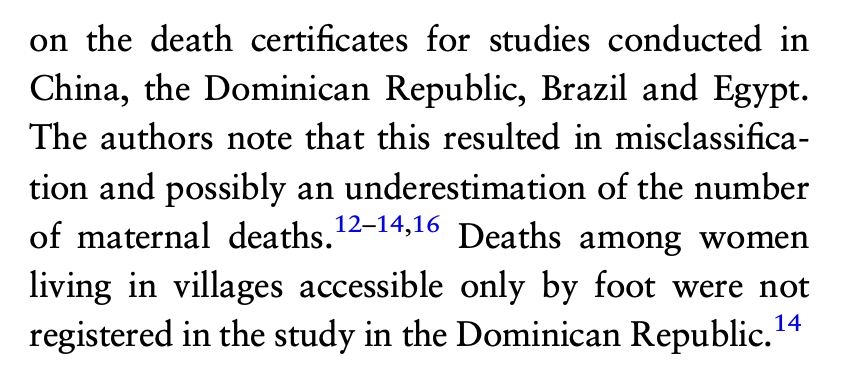 on the death certificates for studies conducted in
China, the Dominican Republic, Brazil and Egypt.
The authors note that this resulted in misclassifica-
tion and possibly an underestimation of the number
of maternal deaths.12–14,16 Deaths among women
living in villages accessible only by foot were not
registered in the study in the Dominican Republic.14